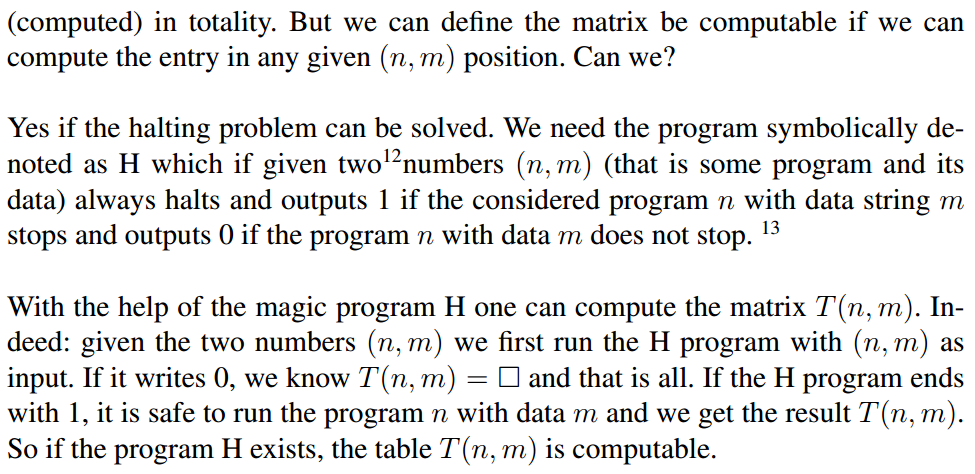 (computed) in totality. But we can define the matrix be computable if we can
compute the entry in any given (n, m) position. Can we?
Yes if the halting problem can be solved. We need the program symbolically de-
noted as H which if given two¹²numbers (n, m) (that is some program and its
data) always halts and outputs 1 if the considered program n with data string m
stops and outputs 0 if the program n with data m does not stop. ¹³
With the help of the magic program H one can compute the matrix T(n, m). In-
deed: given the two numbers (n, m) we first run the H program with (n, m) as
input. If it writes 0, we know T(n, m) = □ and that is all. If the H program ends
with 1, it is safe to run the program n with data m and we get the result T(n, m).
So if the program H exists, the table T(n, m) is computable.